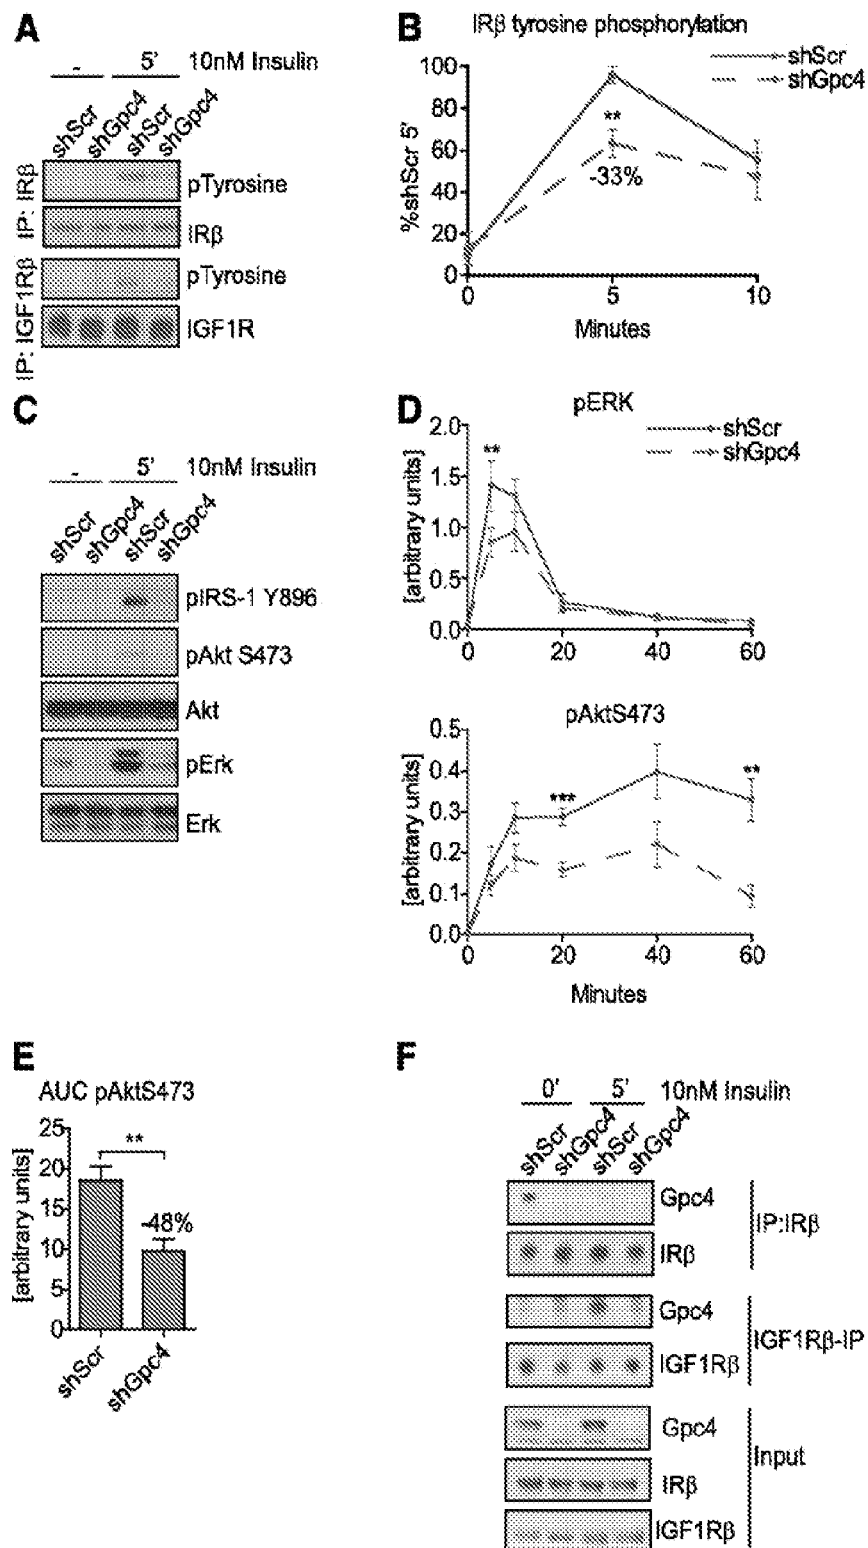 A
- 5' 10nM Insulin
shScr shGpc4 shScr shGpc4
IP: IRβ
pTyrosine
IRβ
IP: IGF1Rβ
pTyrosine
IGF1R
B
IRβ tyrosine phosphorylation
shScr
shGpc4
%shScr 5'
100
80
60
40
20
0
**
-33%
0 5 10
Minutes
C
- 5' 10nM Insulin
shScr shGpc4 shScr shGpc4
pIRS-1 Y896
pAkt S473
Akt
pErk
Erk
D
pERK
shScr
shGpc4
[arbitrary units]
2.0
1.5
1.0
0.5
0.0
**
0 20 40 60
pAktS473
[arbitrary units]
0.5
0.4
0.3
0.2
0.1
0.0
*** **
0 20 40 60
Minutes
E
AUC pAktS473
[arbitrary units]
25
20
15
10
5
0
**
-48%
shScr shGpc4
F
0' 5' 10nM Insulin
shScr shGpc4 shScr shGpc4
Gpc4
IRβ
IP:IRβ
Gpc4
IGF1Rβ
IGF1Rβ-IP
Gpc4
IRβ
IGF1Rβ
Input